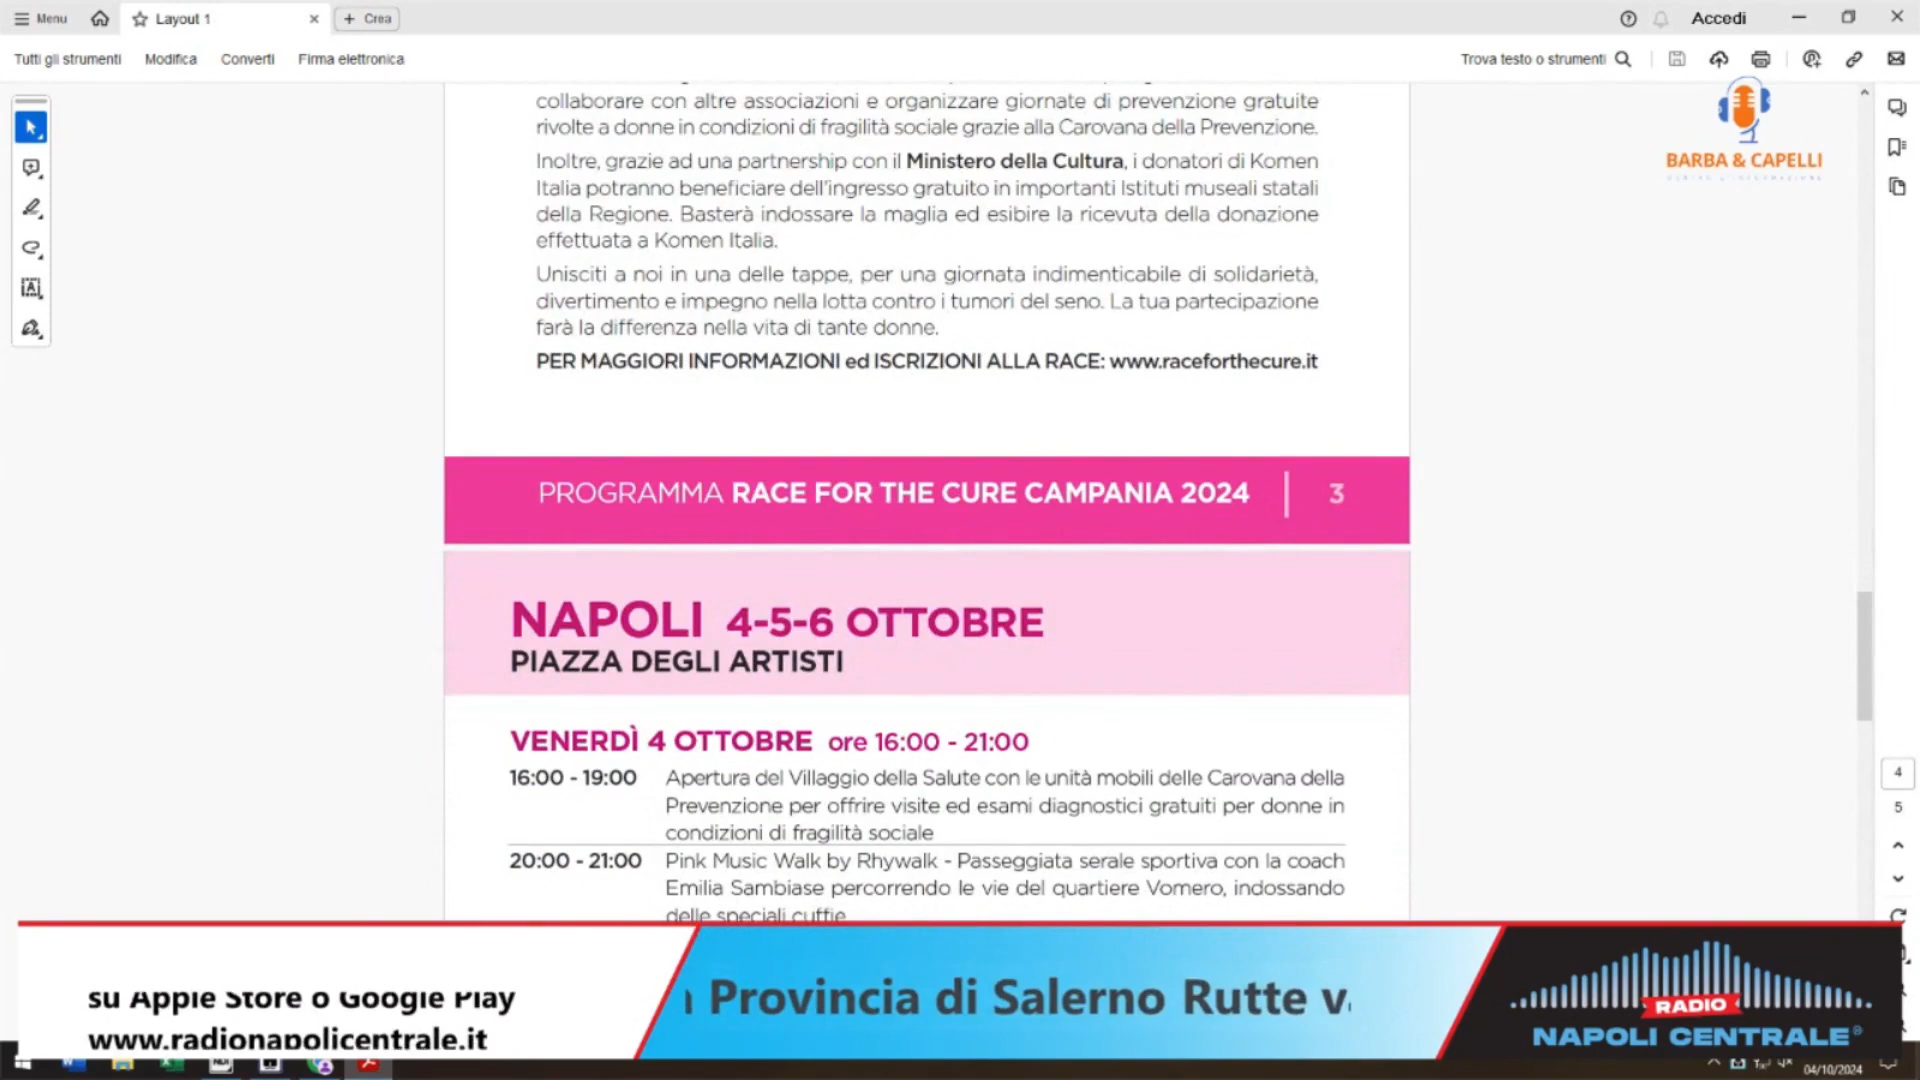 Menu
Layout 1
Crea
Accedi
Tutti gli strumenti
Modifica
Converti
Firma elettronica
Trova testo o strumenti
collaborare con altre associazioni e organizzare giornate di prevenzione gratuite
rivolte a donne in condizioni di fragilità sociale grazie alla Carovana della Prevenzione.
Inoltre, grazie ad una partnership con il Ministero della Cultura, i donatori di Komen
Italia potranno beneficiare dell'ingresso gratuito in importanti Istituti museali statali
della Regione. Basterà indossare la maglia ed esibire la ricevuta della donazione
effettuata a Komen Italia.
Unisciti a noi in una delle tappe, per una giornata indimenticabile di solidarietà,
divertimento e impegno nella lotta contro i tumori del seno. La tua partecipazione
farà la differenza nella vita di tante donne.
PER MAGGIORI INFORMAZIONI ed ISCRIZIONI ALLA RACE: www.raceforthecure.it
BARBA & CAPELLI
PROGRAMMA RACE FOR THE CURE CAMPANIA 2024 3
NAPOLI 4-5-6 OTTOBRE
PIAZZA DEGLI ARTISTI
VENERDÌ 4 OTTOBRE ore 16:00 - 21:00
16:00 - 19:00 Apertura del Villaggio della Salute con le unità mobili delle Carovana della
Prevenzione per offrire visite ed esami diagnostici gratuiti per donne in
condizioni di fragilità sociale
20:00 - 21:00 Pink Music Walk by Rhywalk - Passeggiata serale sportiva con la coach
Emilia Sambiase percorrendo le vie del quartiere Vomero, indossando
delle speciali cuffie
4
5
su Apple Store o Google Play
www.radionapolicentrale.it
Provincia di Salerno Rutte
RADIO
NAPOLI CENTRALE®
04/10/2024